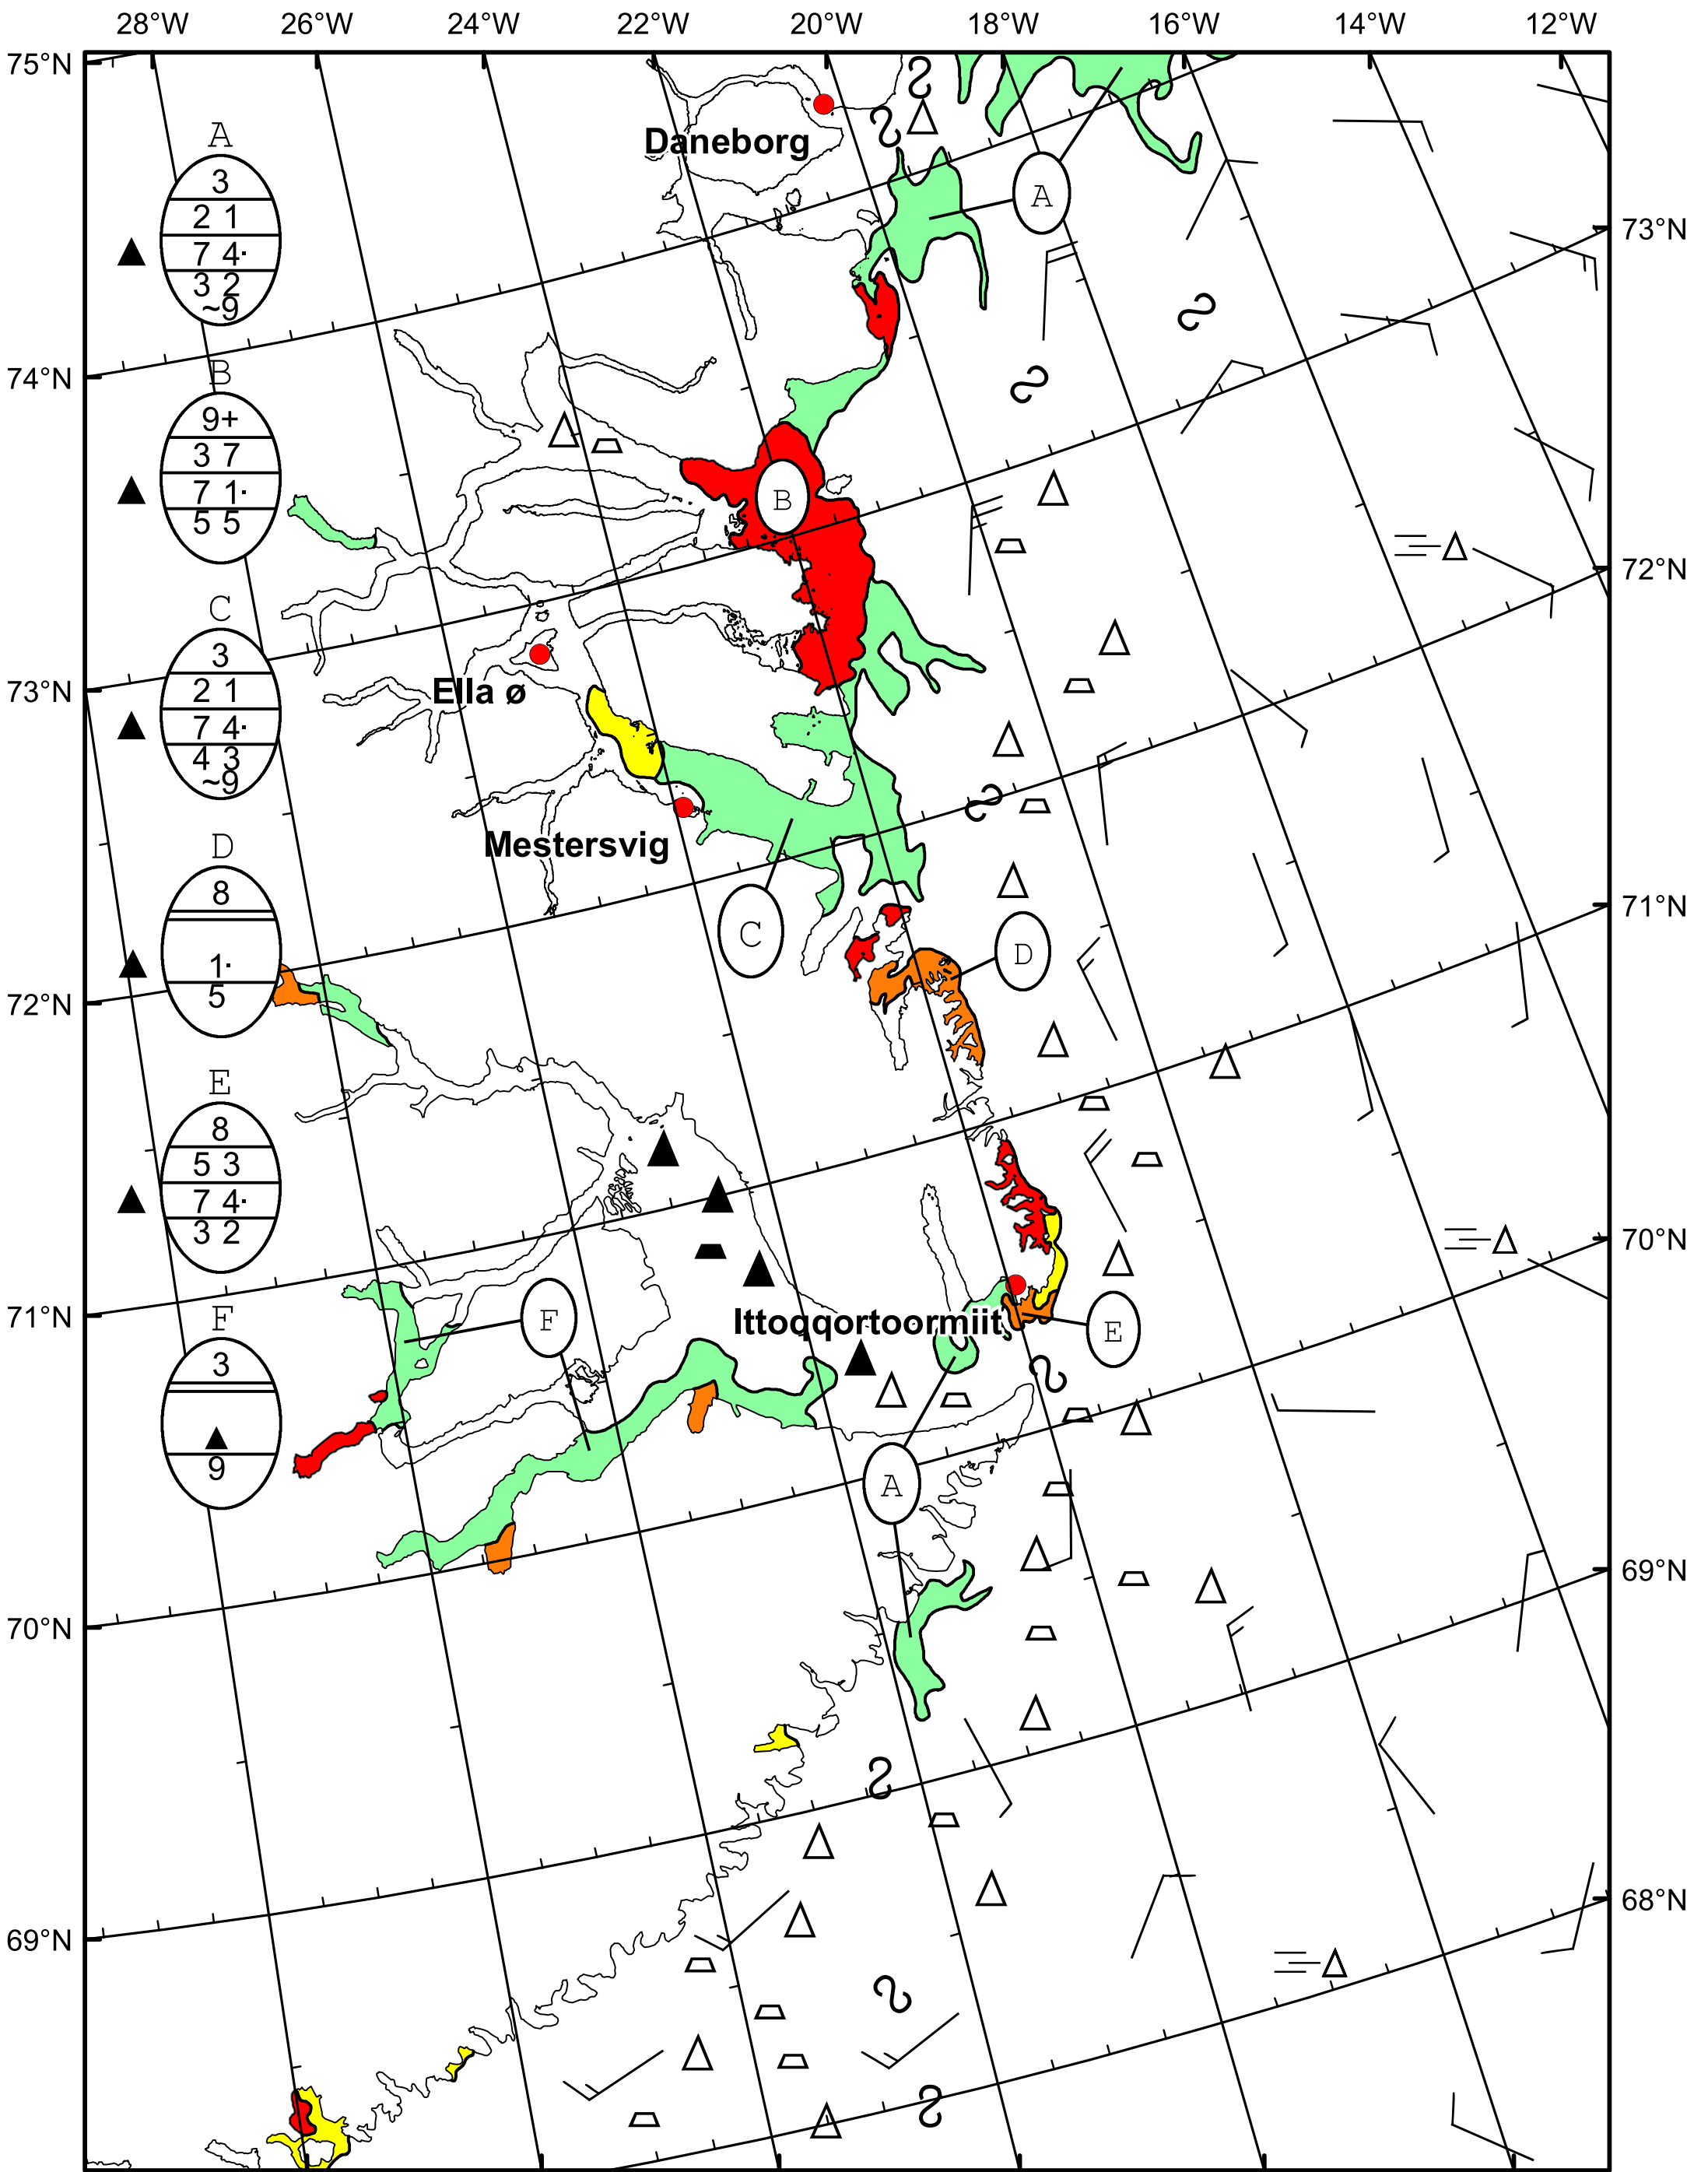 28°W 26°W 24°W 22°W 20°W 18°W 16°W 14°W 12°W
75°N
Daneborg
A
3
2 1
7 4·
3 2
~9
A
73°N
74°N
B
9+
3 7
7 1·
5 5
B
72°N
C
3
2 1
7 4·
4 3
~9
73°N
Ella ø
Mestersvig
C
D
8
1·
5
D
71°N
72°N
E
8
5 3
7 4·
3 2
70°N
F
3
9
71°N
F
Ittoqqortoormiit
E
A
69°N
70°N
68°N
69°N